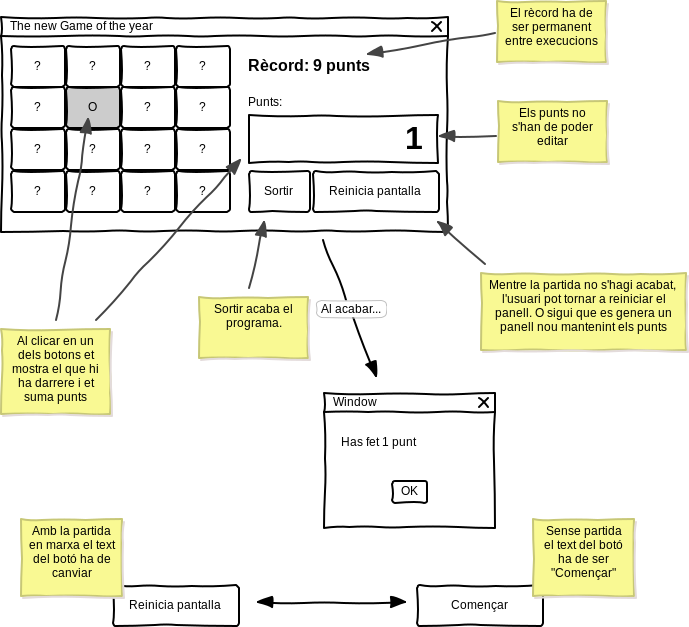 The new Game of the year
? ? ? ?
? O ? ?
? ? ? ?
? ? ? ?
Rècord: 9 punts
Punts:
1
Sortir
Reinicia pantalla
El rècord ha de
ser permanent
entre execucions
Els punts no
s'han de poder
editar
Mentre la partida no s'hagi acabat,
l'usuari pot tornar a reiniciar el
panell. O sigui que es genera un
panell nou mantenint els punts
Sortir acaba el
programa.
Al acabar...
Al clicar en un
dels botons et
mostra el que hi
ha darrere i et
suma punts
Window
Has fet 1 punt
OK
Amb la partida
en marxa el text
del botó ha de
canviar
Reinicia pantalla
Sense partida
el text del botó
ha de ser
"Començar"
Començar